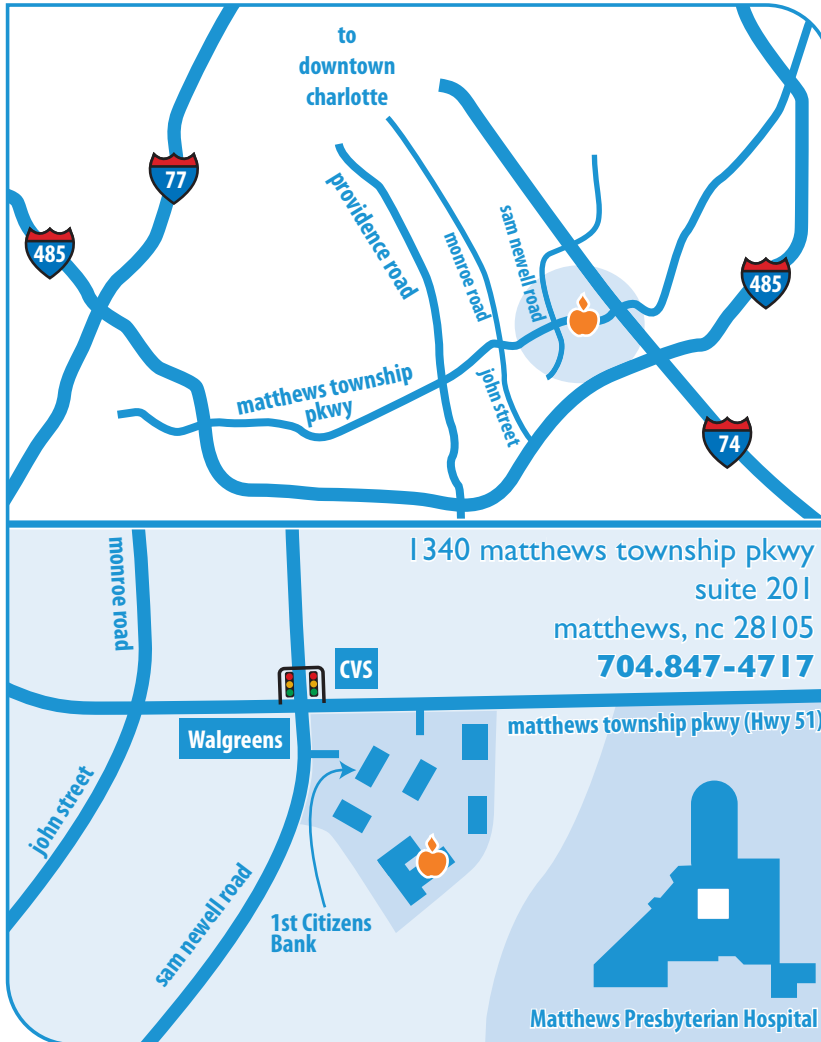 to
downtown
charlotte
77
485
providence road
monroe road
sam newell road
485
matthews township
pkwy
john street
74
monroe road
1340 matthews township pkwy
suite 201
matthews, nc 28105
704.847-4717
CVS
matthews township pkwy (Hwy 51)
Walgreens
john street
sam newell road
1st Citizens
Bank
Matthews Presbyterian Hospital